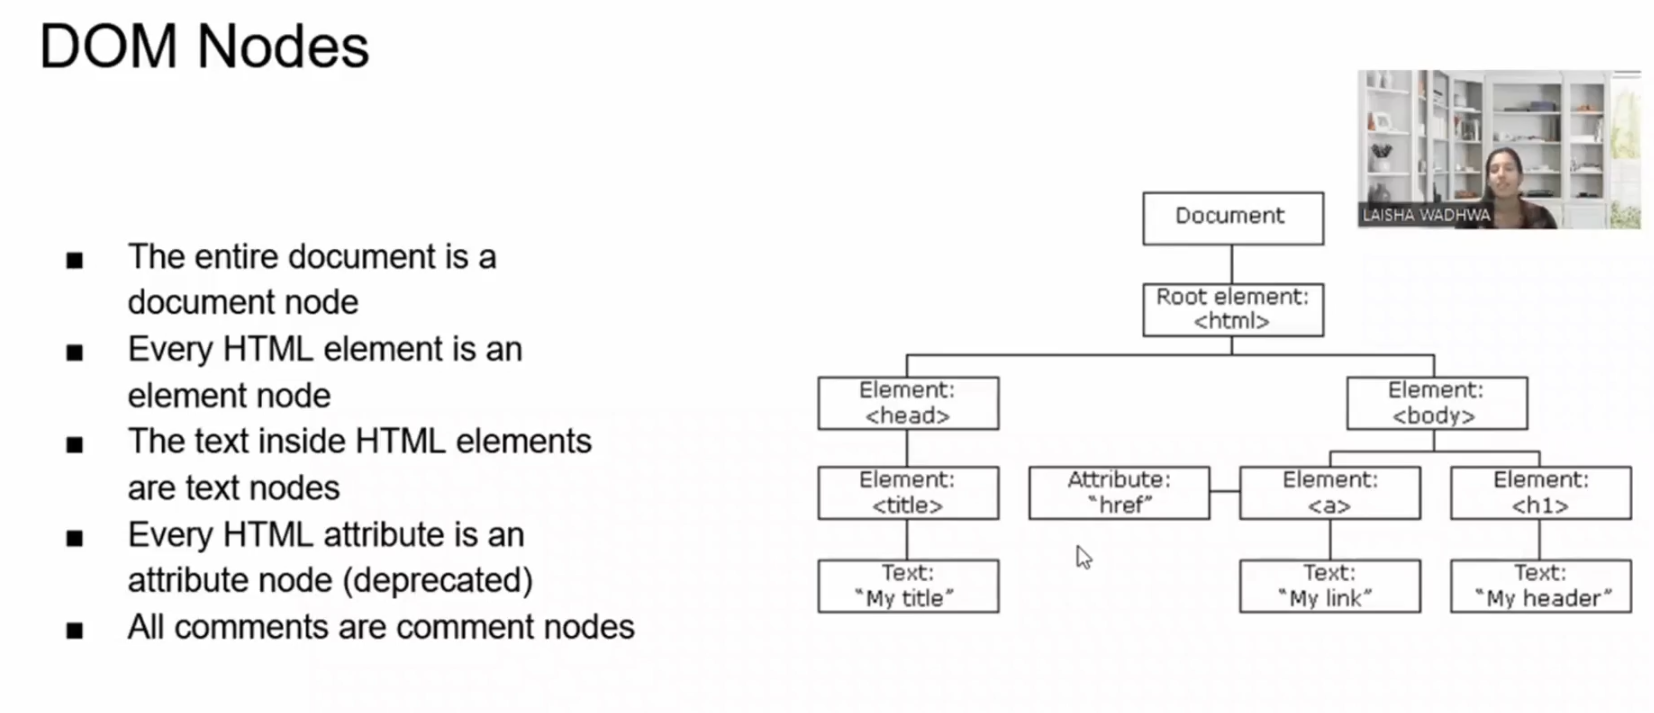 DOM Nodes
The entire document is a
document node
Every HTML element is an
element node
The text inside HTML elements
are text nodes
Every HTML attribute is an
attribute node (deprecated)
All comments are comment nodes
LAISHA WADHWA
Document
Root element:
<html>
Element:
<head>
Element:
<body>
Element:
<title>
Attribute:
“href”
Element:
<a>
Element:
<h1>
Text:
“My title”
Text:
“My link”
Text:
“My header”